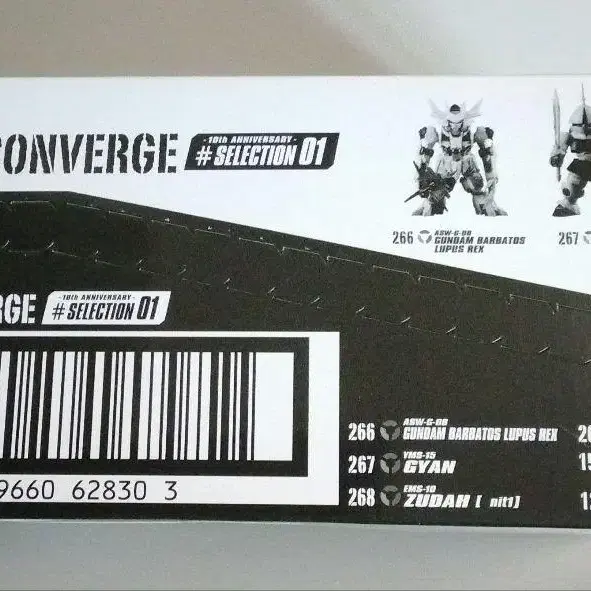 CONVERGE
-10th ANNIVERSARY-
# SELECTION 01
266 ASW-G-08
GUNDAM BARBATOS
LUPUS REX
267
RGE
-10th ANNIVERSARY-
# SELECTION 01
9660 62830 3
266 ASW-G-08
GUNDAM BARBATOS LUPUS REX
267 YMS-15
GYAN
268 EMS-10
ZUDAH [ nit1]